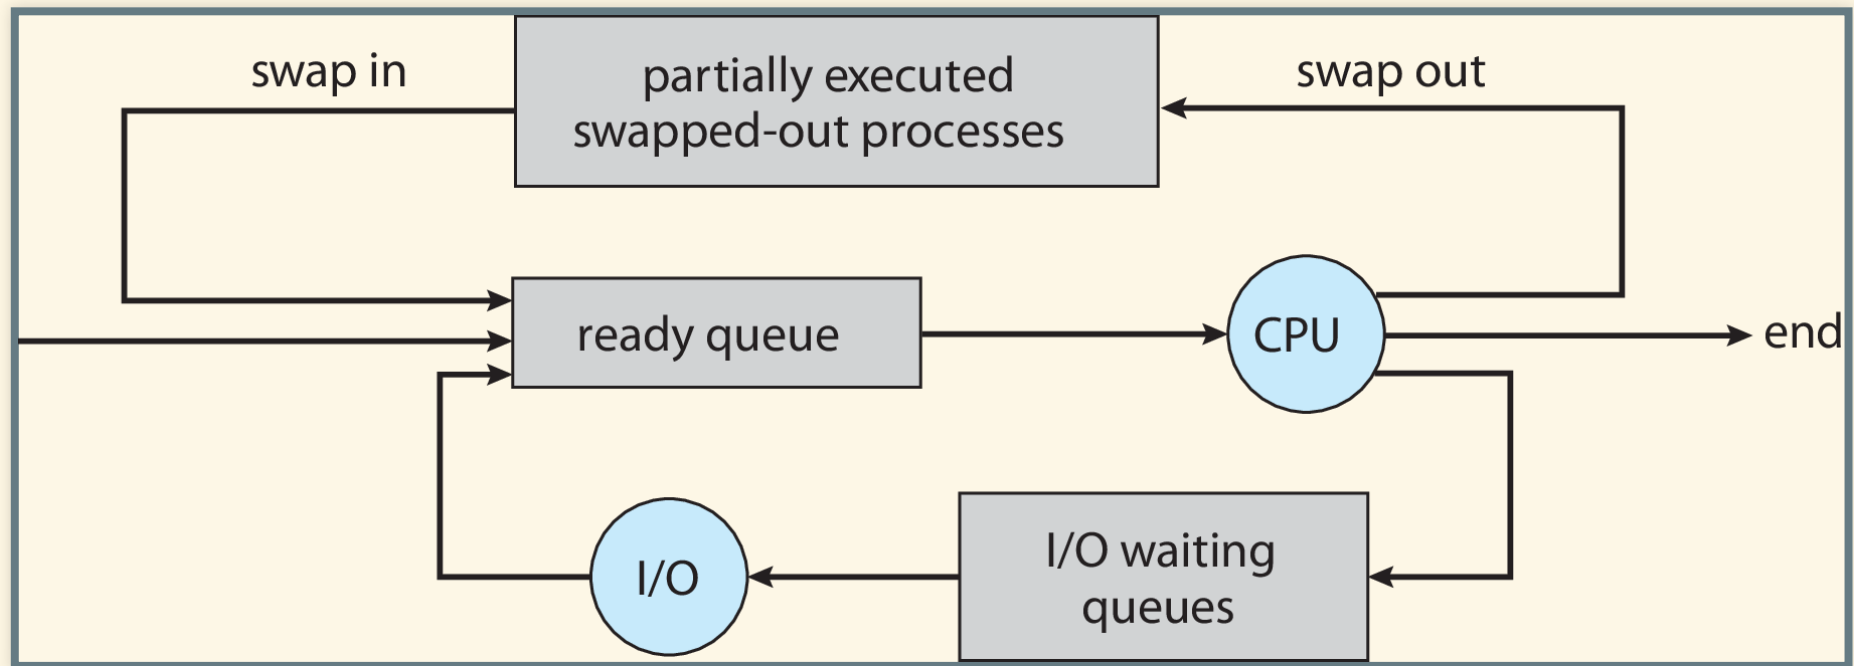 swap in
partially executed
swapped-out processes
swap out
ready queue
CPU
end
I/O
I/O waiting
queues